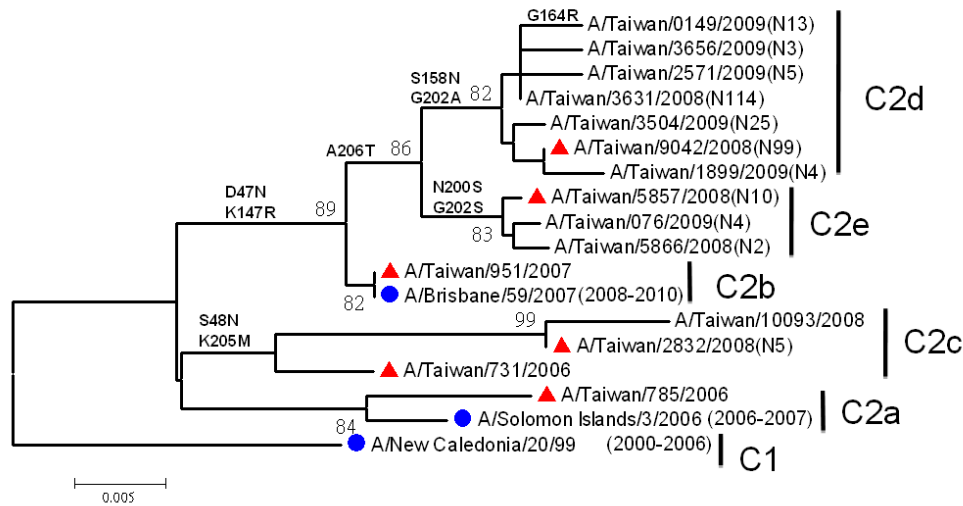 G164R
A/Taiwan/0149/2009(N13)
A/Taiwan/3656/2009(N3)
S158N
G202A
82
A/Taiwan/2571/2009(N5)
A/Taiwan/3631/2008(N114)
C2d
A/Taiwan/3504/2009(N25)
A206T
86
A/Taiwan/9042/2008(N99)
A/Taiwan/1899/2009(N4)
D47N
K147R
89
N200S
G202S
83
A/Taiwan/5857/2008(N10)
A/Taiwan/076/2009(N4)
C2e
A/Taiwan/5866/2008(N2)
A/Taiwan/951/2007
82
A/Brisbane/59/2007 (2008-2010)
C2b
S48N
K205M
99
A/Taiwan/10093/2008
A/Taiwan/2832/2008(N5)
C2c
A/Taiwan/731/2006
A/Taiwan/785/2006
84
A/Solomon Islands/3/2006 (2006-2007)
C2a
A/New Caledonia/20/99 (2000-2006)
C1
0.005